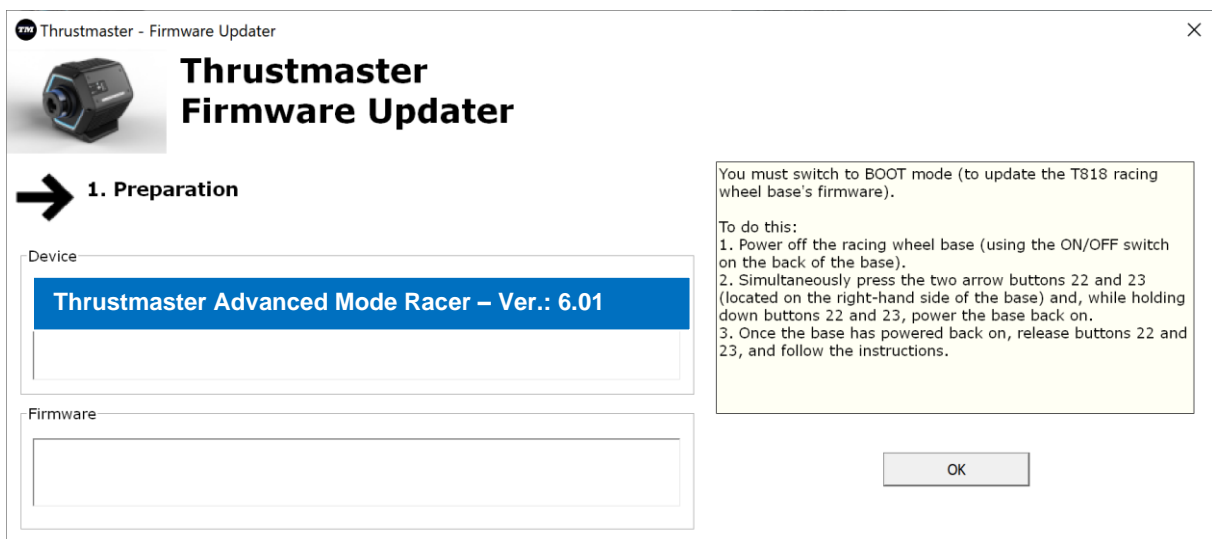 TM Thrustmaster - Firmware Updater
Thrustmaster
Firmware Updater
1. Preparation
Device
Thrustmaster Advanced Mode Racer – Ver.: 6.01
Firmware
You must switch to BOOT mode (to update the T818 racing
wheel base's firmware).
To do this:
1. Power off the racing wheel base (using the ON/OFF switch
on the back of the base).
2. Simultaneously press the two arrow buttons 22 and 23
(located on the right-hand side of the base) and, while holding
down buttons 22 and 23, power the base back on.
3. Once the base has powered back on, release buttons 22 and
23, and follow the instructions.
OK